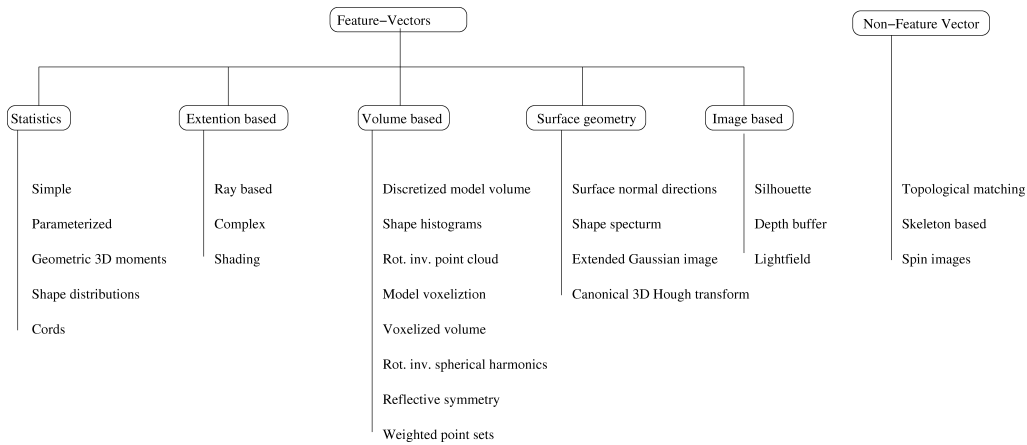 Feature−Vectors
Non−Feature Vector
Statistics
Extention based
Volume based
Surface geometry
Image based
Simple
Parameterized
Geometric 3D moments
Shape distributions
Cords
Ray based
Complex
Shading
Discretized model volume
Shape histograms
Rot. inv. point cloud
Model voxeliztion
Voxelized volume
Rot. inv. spherical harmonics
Reflective symmetry
Weighted point sets
Surface normal directions
Shape specturm
Extended Gaussian image
Canonical 3D Hough transform
Silhouette
Depth buffer
Lightfield
Topological matching
Skeleton based
Spin images